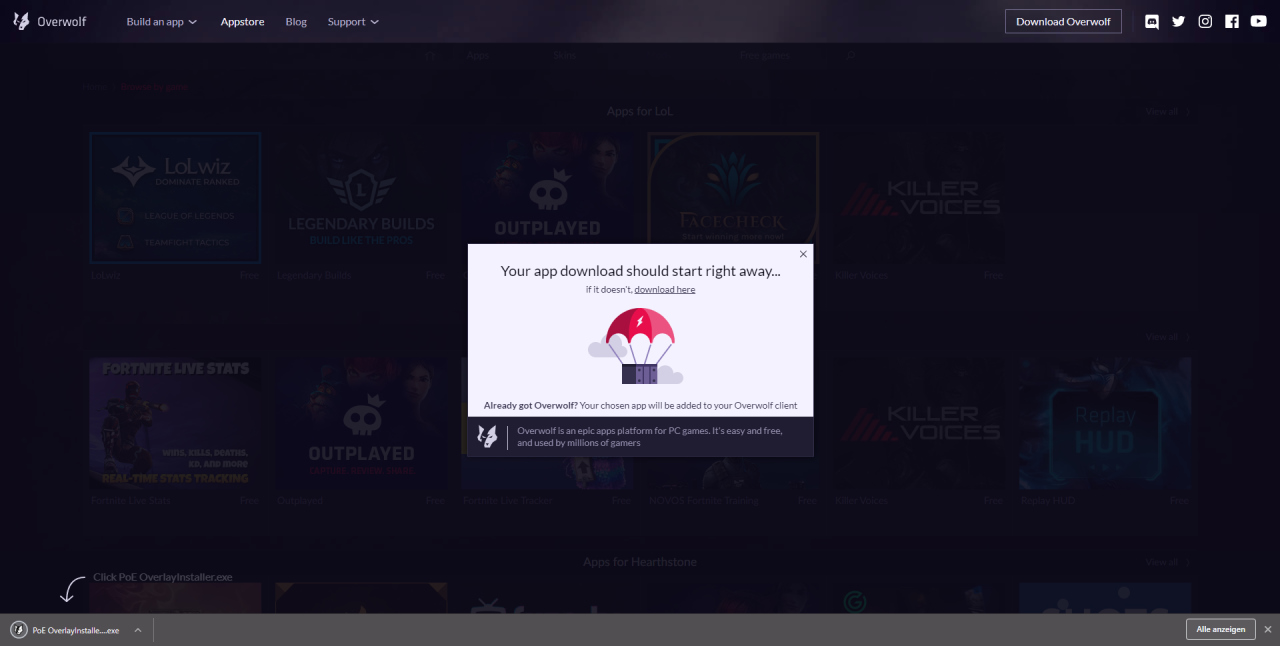 Overwolf
Build an app
Appstore
Blog
Support
Download Overwolf
Apps
Apps for LoL
View all
LoLwiz
DOMINATE RANKED
LEAGUE OF LEGENDS
TEAMFIGHT TACTICS
LEGENDARY BUILDS
BUILD LIKE THE PROS
OUTPLAYED
FACECHECK
KILLER VOICES
Lolwiz Free
Legendary Builds Free
Killer Voices Free
Your app download should start right away...
if it doesn't, download here
Already got Overwolf? Your chosen app will be added to your Overwolf client
Overwolf is an epic apps platform for PC games. It's easy and free,
and used by millions of gamers
View all
FORTNITE LIVE STATS
WINS, KILLS, DEATHS,
KD, AND MORE
REAL-TIME STATS TRACKING
OUTPLAYED
CAPTURE. REVIEW. SHARE.
KILLER VOICES
Replay
HUD
Fortnite Live Stats Free
Outplayed Free
Fortnite Live Tracker Free
NOVOS Fortnite Training Free
Killer Voices Free
Replay HUD Free
Apps for Hearthstone
View all
Click PoE OverlayInstaller.exe
PoE OverlayInstalle....exe
Alle anzeigen